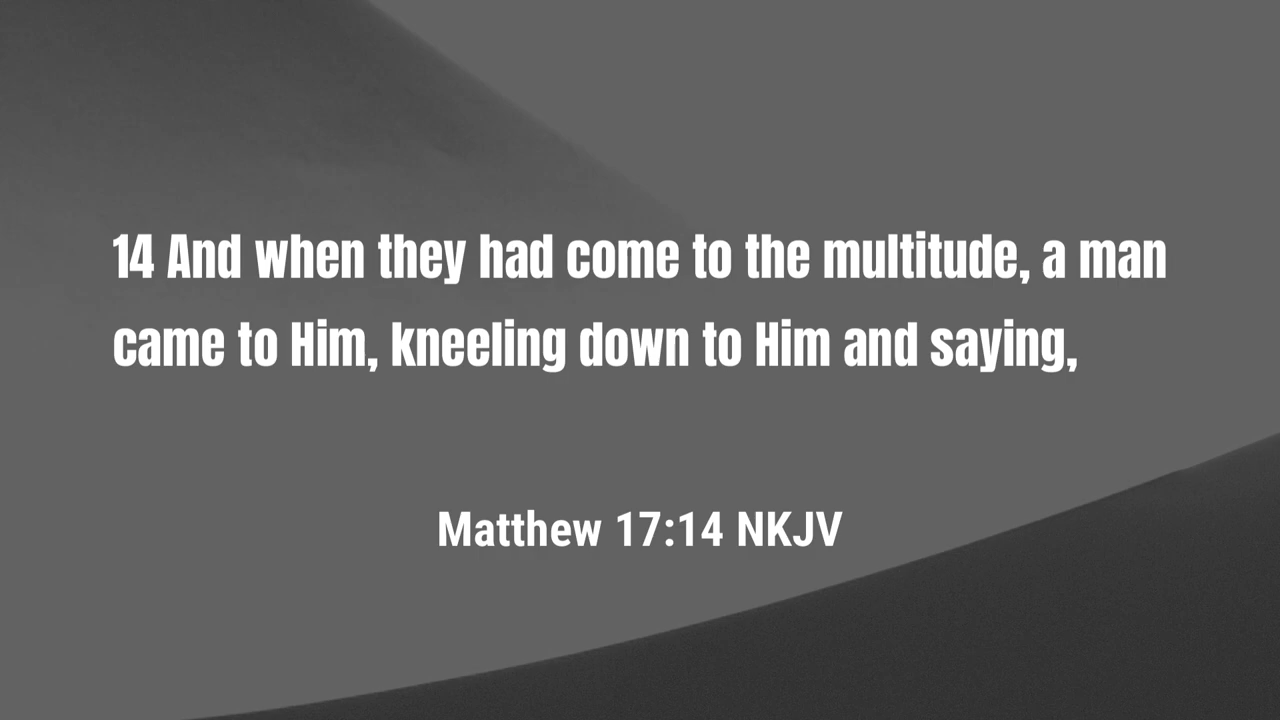 14 And when they had come to the multitude, a man
came to Him, kneeling down to Him and saying,
Matthew 17:14 NKJV